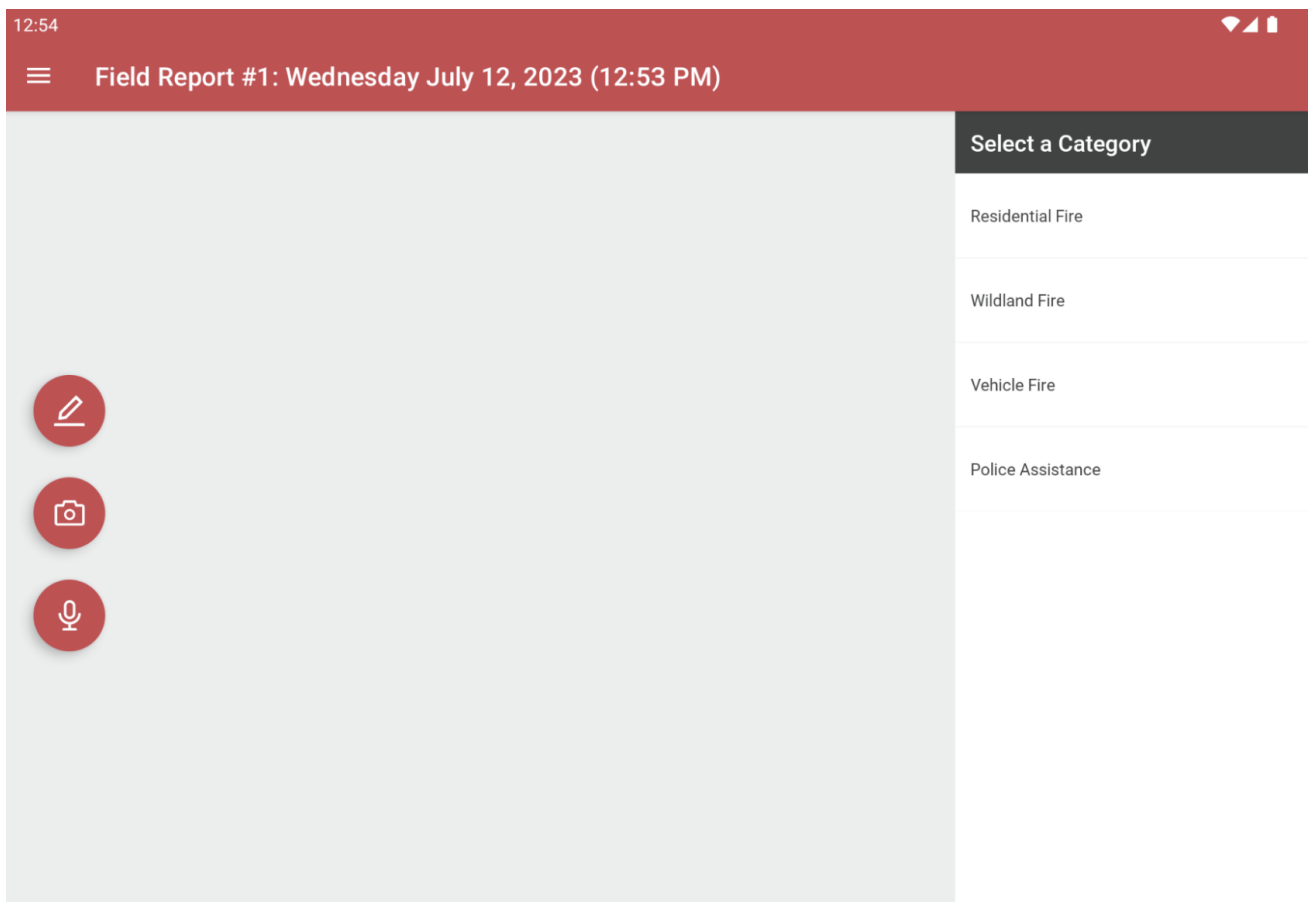 12:54
Field Report #1: Wednesday July 12, 2023 (12:53 PM)
Select a Category
Residential Fire
Wildland Fire
Vehicle Fire
Police Assistance